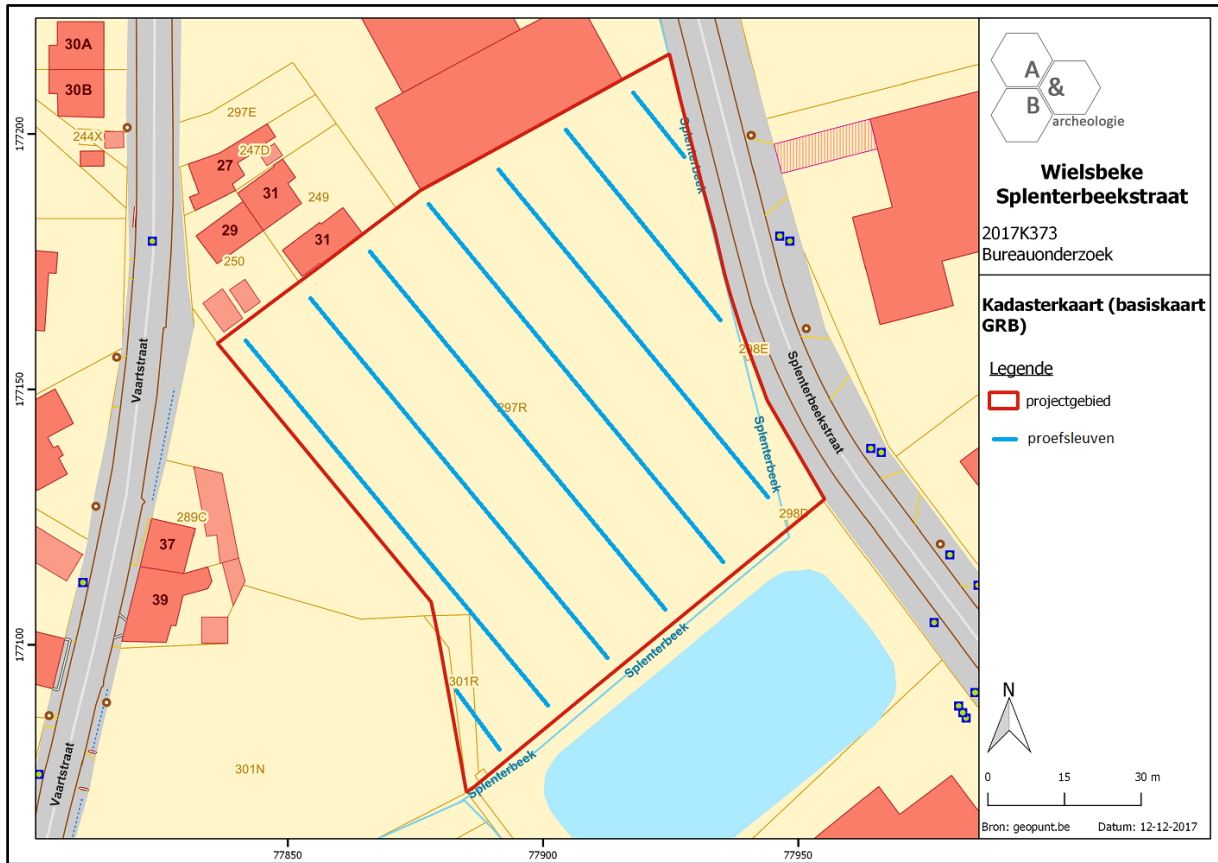 30A
30B
244X
297E
247D
27
31
249
29
31
250
Vaartstraat
297R
Splenterbeek
298E
Splenterbeekstraat
Splenterbeek
298D
289C
37
39
301R
Splenterbeek
Splenterbeek
301N
Vaartstraat
177200
177150
177100
77850
77900
77950
A
&
B
archeologie
Wielsbeke
Splenterbeekstraat
2017K373
Bureauonderzoek
Kadasterkaart (basiskaart
GRB)
Legende
projectgebied
proefsleuven
N
0 15 30 m
Bron: geopunt.be Datum: 12-12-2017